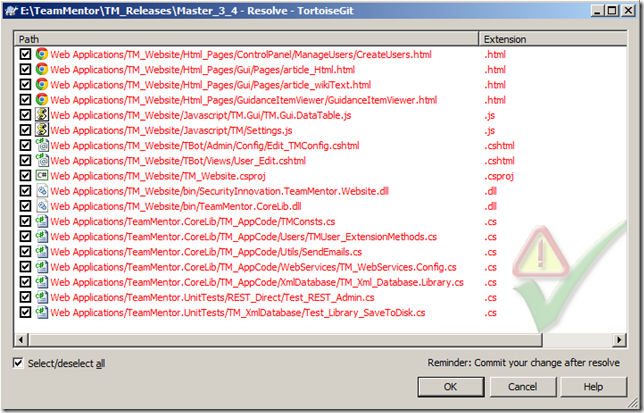 E:\TeamMentor\TM_Releases\Master_3_4 - Resolve - TortoiseGit
Path Extension
Web Applications/TM_Website/Html_Pages/ControlPanel/ManageUsers/CreateUsers.html .html
Web Applications/TM_Website/Html_Pages/Gui/Pages/article_Html.html .html
Web Applications/TM_Website/Html_Pages/Gui/Pages/article_wikiText.html .html
Web Applications/TM_Website/Html_Pages/GuidanceItemViewer/GuidanceItemViewer.html .html
Web Applications/TM_Website/Javascript/TM.Gui/TM.Gui.DataTable.js .js
Web Applications/TM_Website/Javascript/TM/Settings.js .js
Web Applications/TM_Website/TBot/Admin/Config/Edit_TMConfig.cshtml .cshtml
Web Applications/TM_Website/TBot/Views/User_Edit.cshtml .cshtml
Web Applications/TM_Website/TM_Website.csproj .csproj
Web Applications/TM_Website/bin/SecurityInnovation.TeamMentor.Website.dll .dll
Web Applications/TM_Website/bin/TeamMentor.CoreLib.dll .dll
Web Applications/TeamMentor.CoreLib/TM_AppCode/TMConsts.cs .cs
Web Applications/TeamMentor.CoreLib/TM_AppCode/Users/TMUser_ExtensionMethods.cs .cs
Web Applications/TeamMentor.CoreLib/TM_AppCode/Utils/SendEmails.cs .cs
Web Applications/TeamMentor.CoreLib/TM_AppCode/WebServices/TM_WebServices.Config.cs .cs
Web Applications/TeamMentor.CoreLib/TM_AppCode/XmlDatabase/TM_Xml_Database.Library.cs .cs
Web Applications/TeamMentor.UnitTests/REST_Direct/Test_REST_Admin.cs .cs
Web Applications/TeamMentor.UnitTests/TM_XmlDatabase/Test_Library_SaveToDisk.cs .cs
Select/deselect all Reminder: Commit your change after resolve
OK Cancel Help